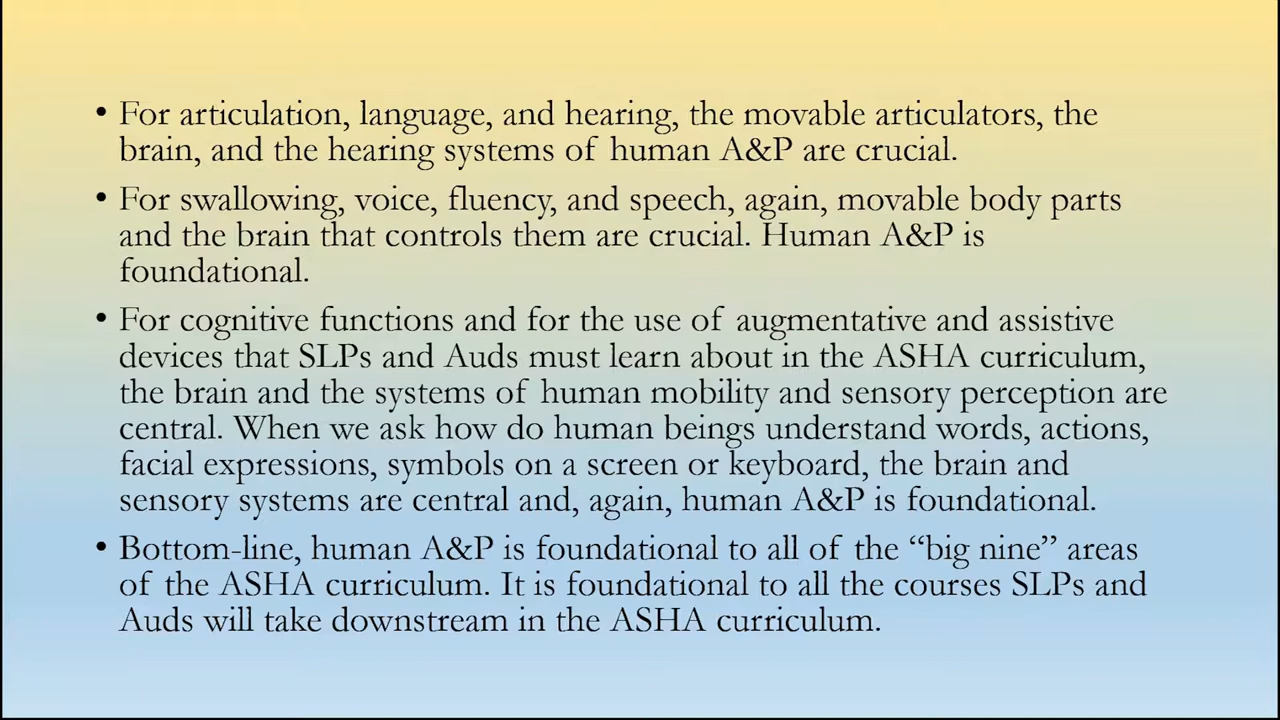 • For articulation, language, and hearing, the movable articulators, the
brain, and the hearing systems of human A&P are crucial.
• For swallowing, voice, fluency, and speech, again, movable body parts
and the brain that controls them are crucial. Human A&P is
foundational.
• For cognitive functions and for the use of augmentative and assistive
devices that SLPs and Auds must learn about in the ASHA curriculum,
the brain and the systems of human mobility and sensory perception are
central. When we ask how do human beings understand words, actions,
facial expressions, symbols on a screen or keyboard, the brain and
sensory systems are central and, again, human A&P is foundational.
• Bottom-line, human A&P is foundational to all of the “big nine” areas
of the ASHA curriculum. It is foundational to all the courses SLPs and
Auds will take downstream in the ASHA curriculum.